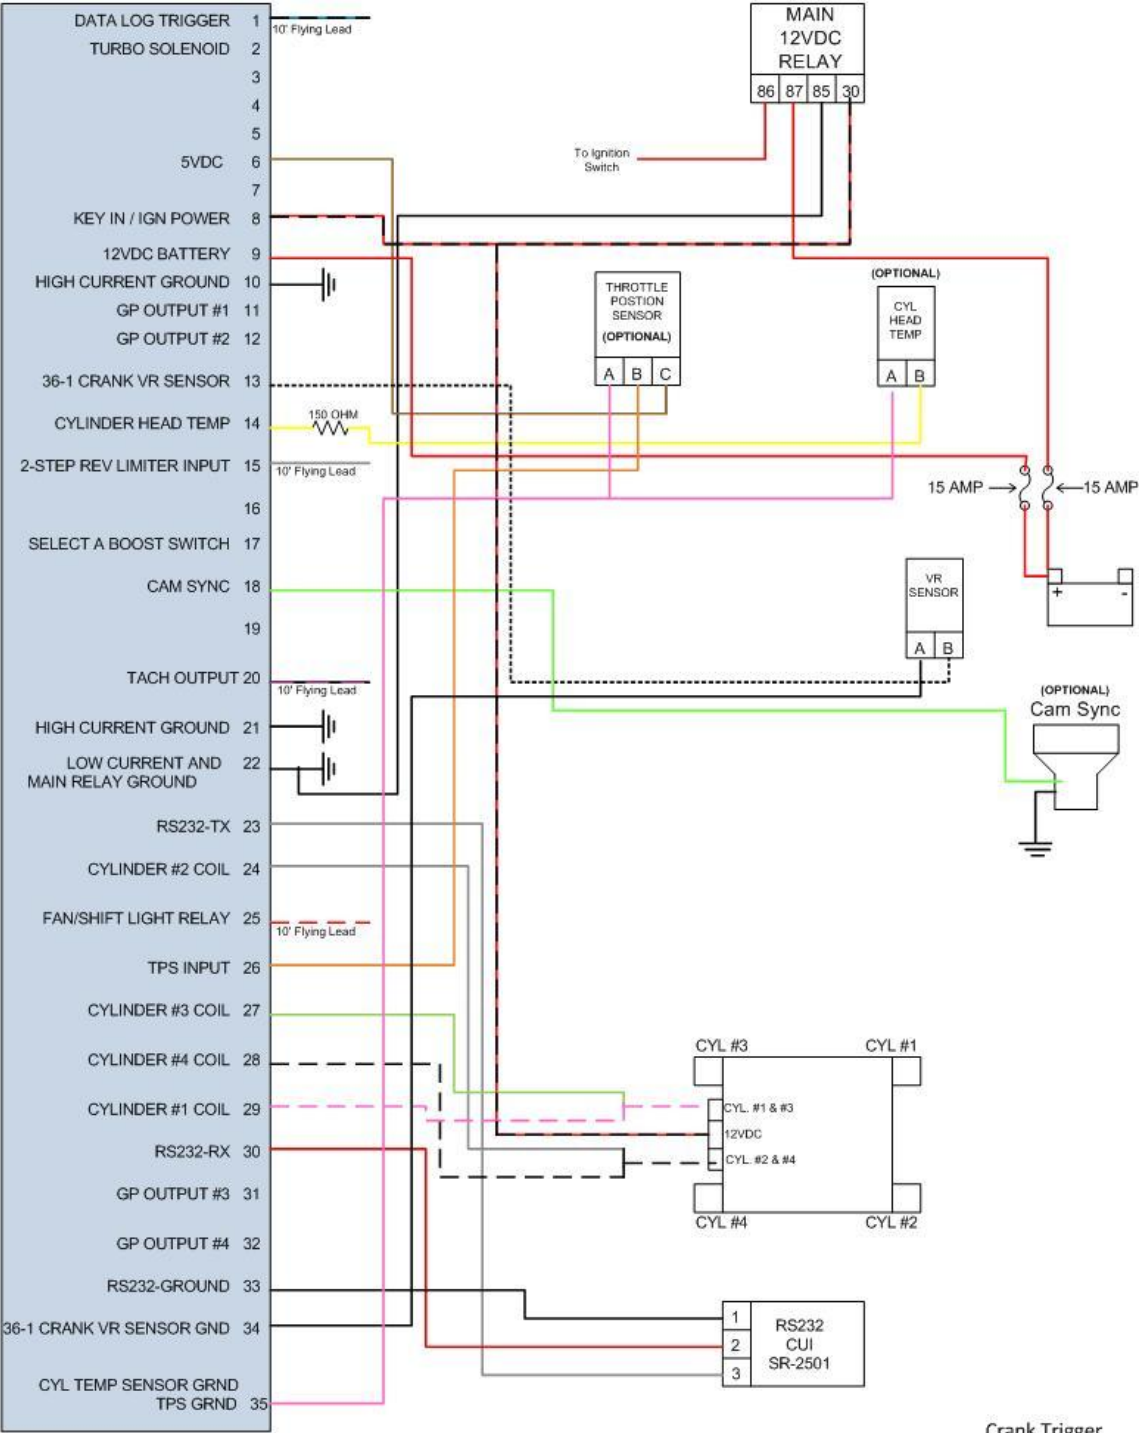 DATA LOG TRIGGER 1
10' Flying Lead
TURBO SOLENOID 2
3
4
5
5VDC 6
7
KEY IN / IGN POWER 8
12VDC BATTERY 9
HIGH CURRENT GROUND 10
GP OUTPUT #1 11
GP OUTPUT #2 12
36-1 CRANK VR SENSOR 13
CYLINDER HEAD TEMP 14
150 OHM
2-STEP REV LIMITER INPUT 15
10' Flying Lead
16
SELECT A BOOST SWITCH 17
CAM SYNC 18
19
TACH OUTPUT 20
10' Flying Lead
HIGH CURRENT GROUND 21
LOW CURRENT AND 22
MAIN RELAY GROUND
RS232-TX 23
CYLINDER #2 COIL 24
FAN/SHIFT LIGHT RELAY 25
10' Flying Lead
TPS INPUT 26
CYLINDER #3 COIL 27
CYLINDER #4 COIL 28
CYLINDER #1 COIL 29
RS232-RX 30
GP OUTPUT #3 31
GP OUTPUT #4 32
RS232-GROUND 33
36-1 CRANK VR SENSOR GND 34
CYL TEMP SENSOR GRND
TPS GRND 35
MAIN
12VDC
RELAY
86 87 85 30
To Ignition
Switch
THROTTLE
POSTION
SENSOR
(OPTIONAL)
A B C
(OPTIONAL)
CYL
HEAD
TEMP
A B
15 AMP
15 AMP
+ -
VR
SENSOR
A B
(OPTIONAL)
Cam Sync
CYL #3 CYL #1
CYL. #1 & #3
12VDC
CYL. #2 & #4
CYL #4 CYL #2
1
2
3
RS232
CUI
SR-2501
Crank Trigger